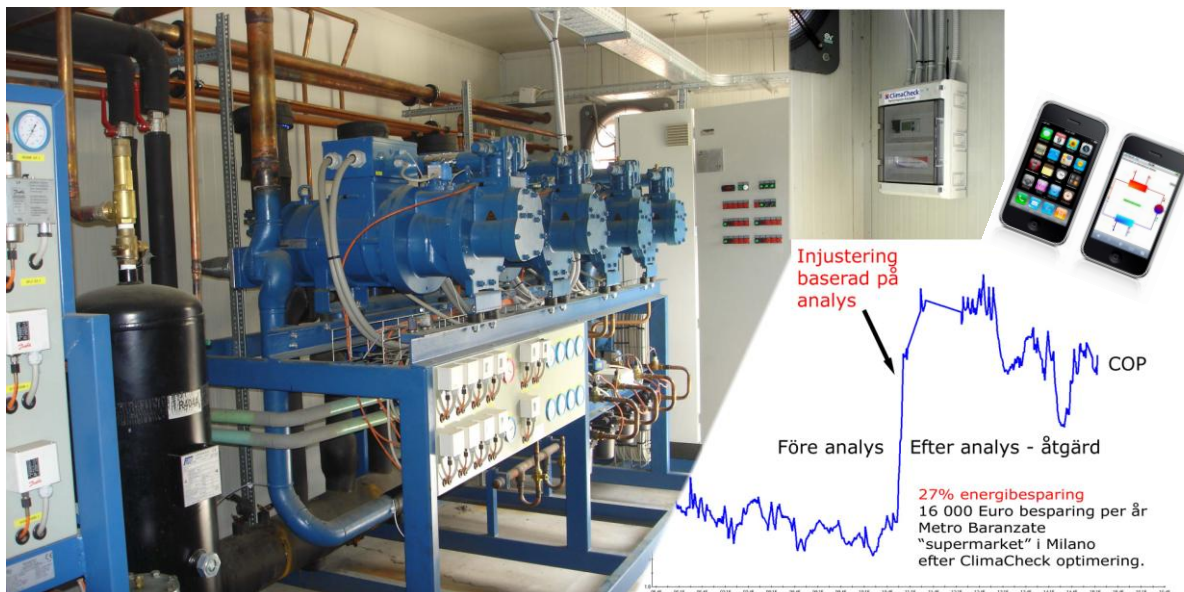 ClimaCheck
R404A
Injustering
baserad på
analys
COP
Före analys
Efter analys - åtgärd
27% energibesparing
16 000 Euro besparing per år
Metro Baranzate
“supermarket” i Milano
efter ClimaCheck optimering.